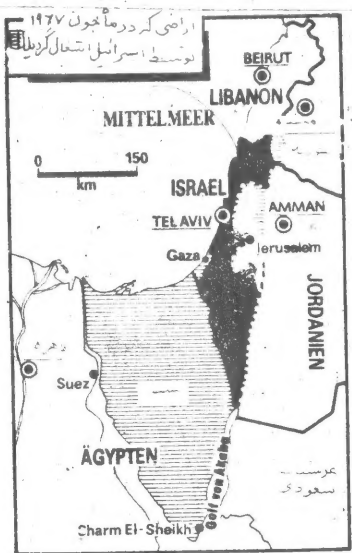 اراضی که در ماه جون ۱۹۶۷
توسط اسرائیل اشغال گردید
BEIRUT
LIBANON
MITTELMEER
0 150
km
ISRAEL
TEL AVIV
AMMAN
Jerusalem
Gaza
JORDANIEN
Suez
ÄGYPTEN
Golf von Akaba
عربستان
سعودی
Charm El-Sheikh